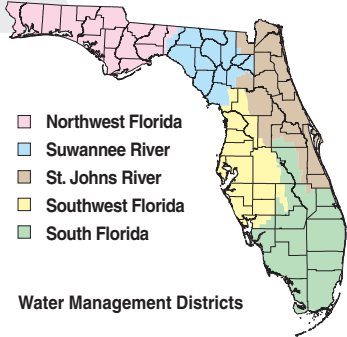 Northwest Florida
Suwannee River
St. Johns River
Southwest Florida
South Florida
Water Management Districts